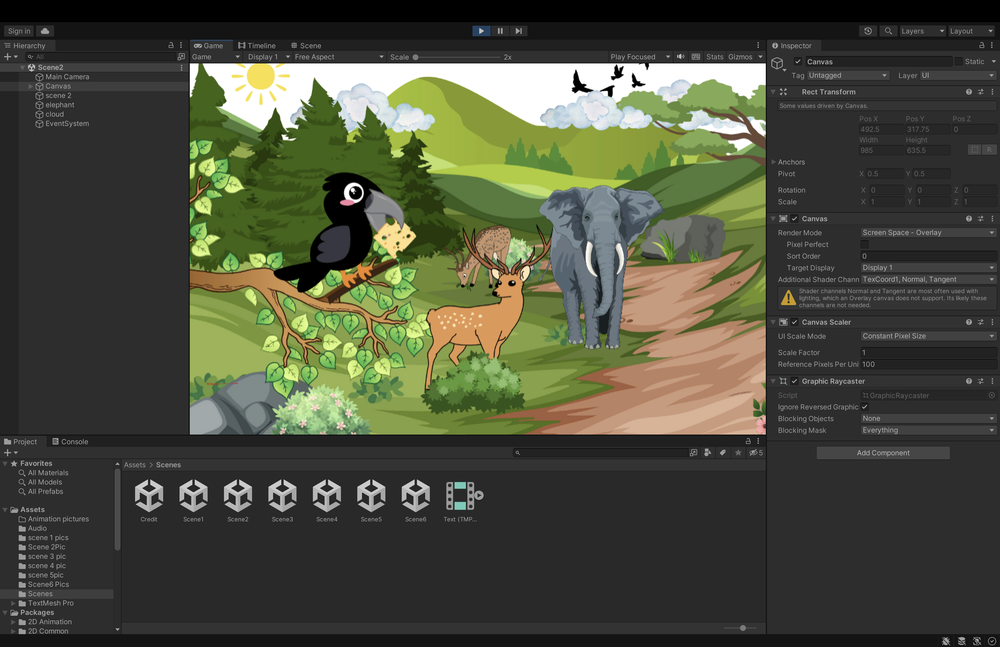 Sign in
Layers
Layout
Hierarchy
All
Scene2
Main Camera
Canvas
scene 2
elephant
cloud
EventSystem
Game
Timeline
Scene
Game
Display 1
Free Aspect
Scale
2x
Play Focused
Stats
Gizmos
Inspector
Canvas
Static
Tag
Untagged
Layer
UI
Rect Transform
Some values driven by Canvas.
Pos X
Pos Y
Pos Z
492.5
317.75
0
Width
Height
985
635.5
R
Anchors
Pivot
X 0.5
Y 0.5
Rotation
X 0
Y 0
Z 0
Scale
X 1
Y 1
Z 1
Canvas
Render Mode
Screen Space - Overlay
Pixel Perfect
Sort Order
0
Target Display
Display 1
Additional Shader Chann
TexCoord1, Normal, Tangent
Shader channels Normal and Tangent are most often used with
lighting, which an Overlay canvas does not support. Its likely these
channels are not needed.
Canvas Scaler
UI Scale Mode
Constant Pixel Size
Scale Factor
1
Reference Pixels Per Uni
100
Graphic Raycaster
Script
GraphicRaycaster
Ignore Reversed Graphic
Blocking Objects
None
Blocking Mask
Everything
Add Component
Project
Console
5
Favorites
All Materials
All Models
All Prefabs
Assets
Animation pictures
Audio
scene 1 pics
Scene 2Pic
scene 3 pic
scene 4 pic
scene 5pic
Scene6 Pics
Scenes
TextMesh Pro
Packages
2D Animation
2D Common
Assets > Scenes
Credit
Scene1
Scene2
Scene3
Scene4
Scene5
Scene6
Text (TMP...